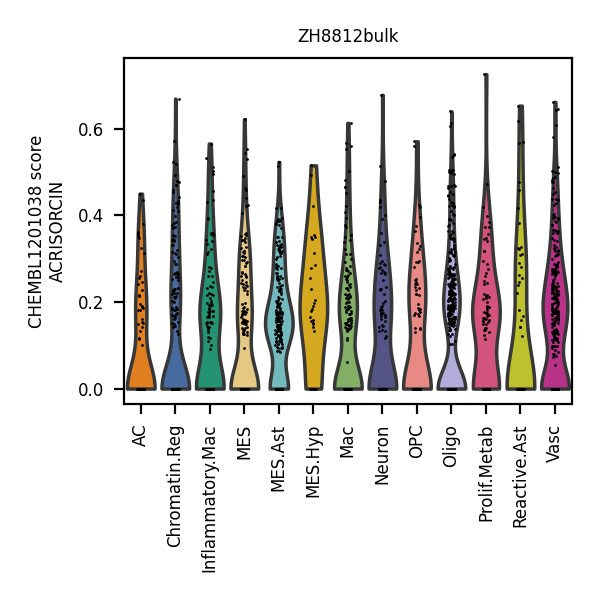 ZH8812bulk
CHEMBL1201038 score
ACRISORCIN
0.6
0.4
0.2
0.0
AC
Chromatin.Reg
Inflammatory.Mac
MES
MES.Ast
MES.Hyp
Mac
Neuron
OPC
Oligo
Prolif.Metab
Reactive.Ast
Vasc